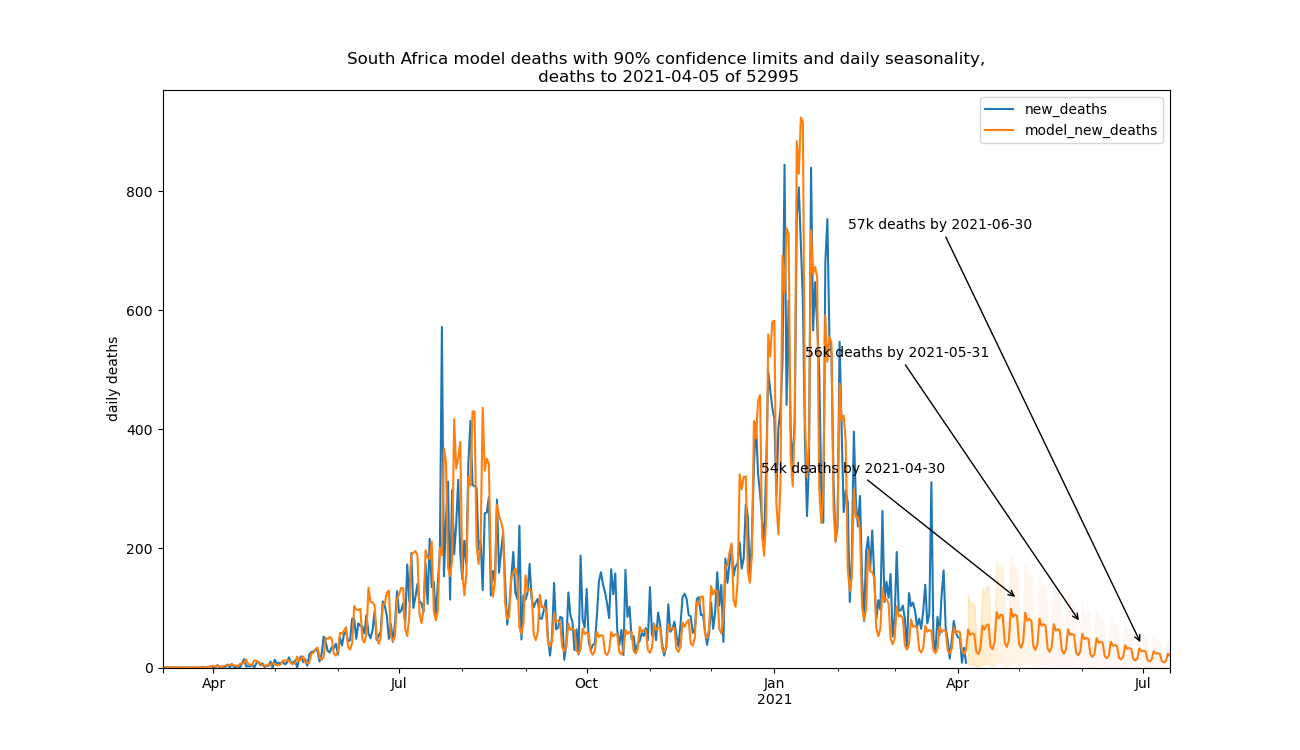 South Africa model deaths with 90% confidence limits and daily seasonality,
deaths to 2021-04-05 of 52995
new_deaths
model_new_deaths
daily deaths
800
600
400
200
0
57k deaths by 2021-06-30
56k deaths by 2021-05-31
54k deaths by 2021-04-30
Apr
Jul
Oct
Jan
2021
Apr
Jul